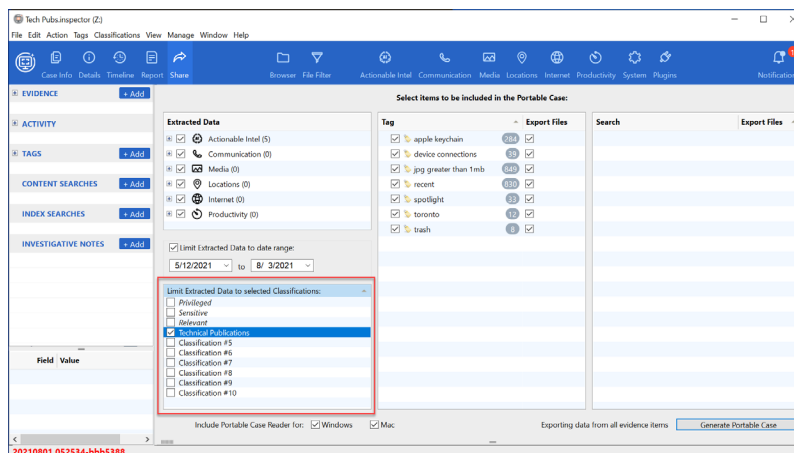 Tech Pubs.inspector (Z:)
File Edit Action Tags Classifications View Manage Window Help
Case Info Details Timeline Report Share Browser File Filter Actionable Intel Communication Media Locations Internet Productivity System Plugins Notification
EVIDENCE + Add
ACTIVITY
TAGS + Add
CONTENT SEARCHES + Add
INDEX SEARCHES + Add
INVESTIGATIVE NOTES + Add
Field Value
Select items to be included in the Portable Case:
Extracted Data
Actionable Intel (5)
Communication (0)
Media (0)
Locations (0)
Internet (0)
Productivity (0)
Limit Extracted Data to date range:
5/12/2021 to 8/ 3/2021
Limit Extracted Data to selected Classifications:
Privileged
Sensitive
Relevant
Technical Publications
Classification #5
Classification #6
Classification #7
Classification #8
Classification #9
Classification #10
Tag Export Files
apple keychain 284
device connections 39
jpg greater than 1mb 849
recent 830
spotlight 33
toronto 12
trash 8
Search Export Files
Include Portable Case Reader for: Windows Mac
Exporting data from all evidence items Generate Portable Case
20210801.052534-bbb5388